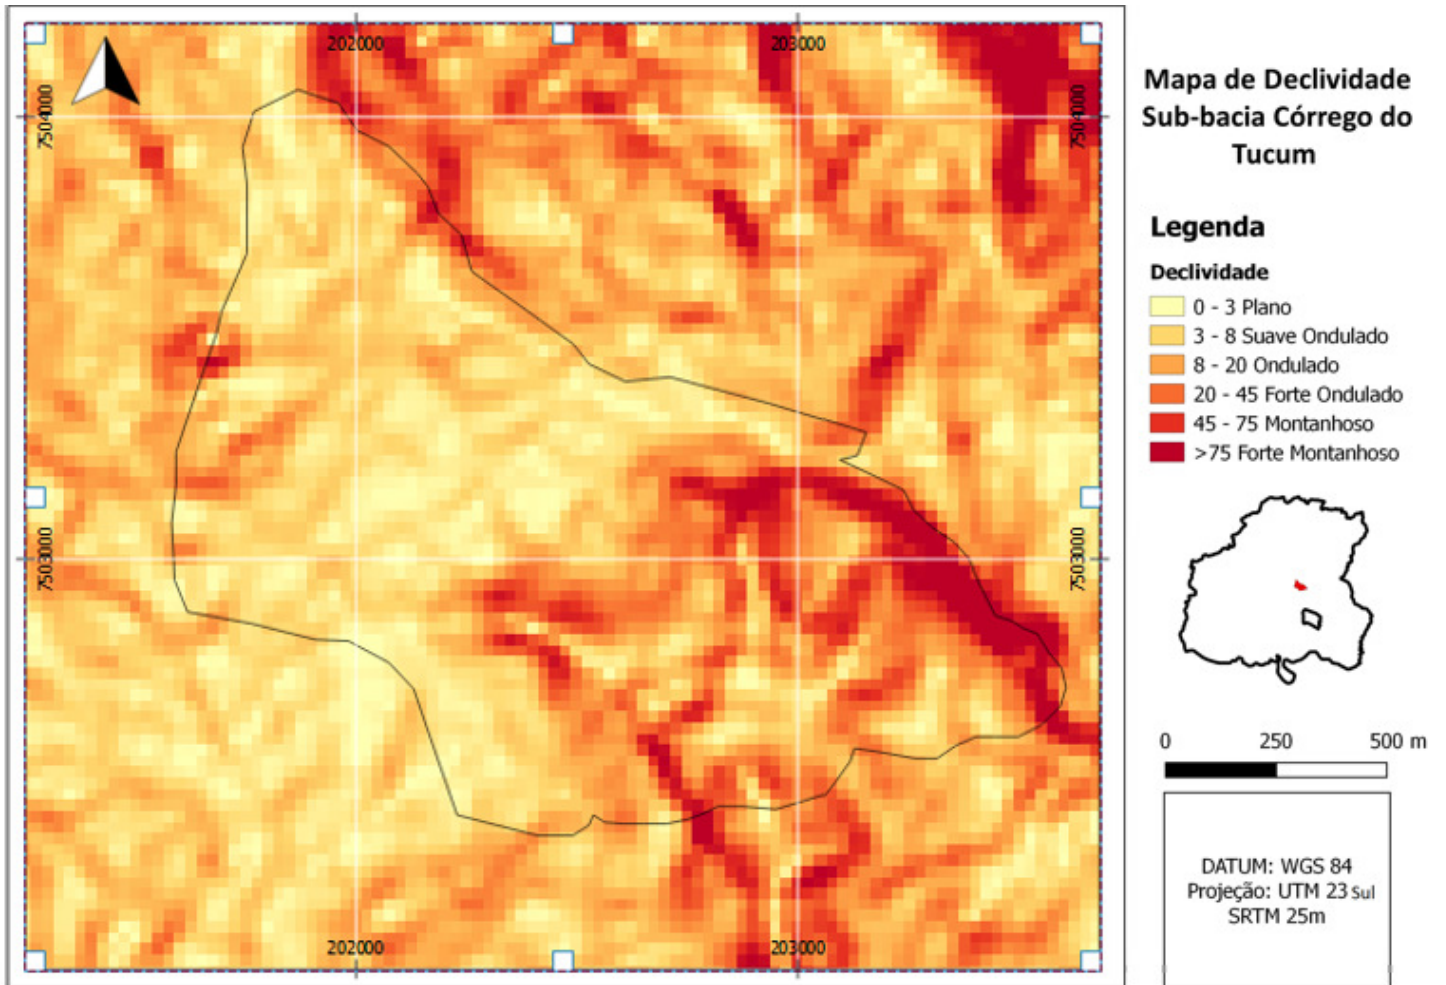 202000
203000
7504000
7504000
7503000
7503000
202000
203000
Mapa de Declividade
Sub-bacia Córrego do
Tucum
Legenda
Declividade
0 - 3 Plano
3 - 8 Suave Ondulado
8 - 20 Ondulado
20 - 45 Forte Ondulado
45 - 75 Montanhoso
>75 Forte Montanhoso
0 250 500 m
DATUM: WGS 84
Projeção: UTM 23 Sul
SRTM 25m